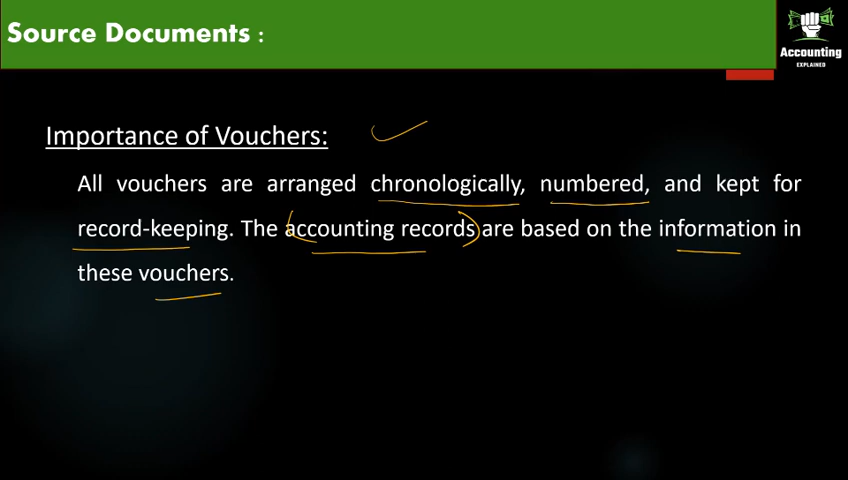 Source Documents :
Accounting
EXPLAINED
Importance of Vouchers:
All vouchers are arranged chronologically, numbered, and kept for
record-keeping. The accounting records are based on the information in
these vouchers.